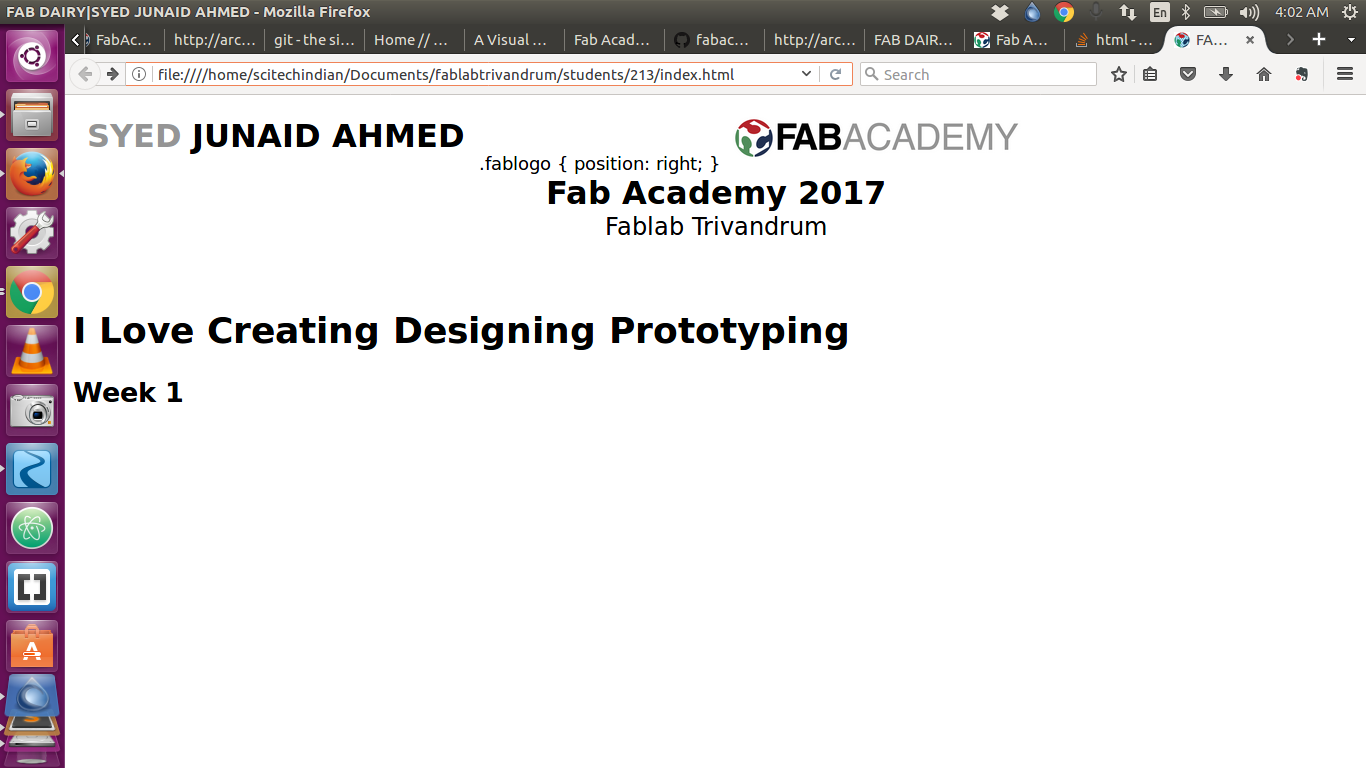 FAB DAIRY|SYED JUNAID AHMED - Mozilla Firefox
En
4:02 AM
FabAc...
http://arc...
git - the si...
Home // ...
A Visual ...
Fab Acad...
fabac...
http://arc...
FAB DAIR...
Fab A...
html - ...
FA...
file:////home/scitechindian/Documents/fablabtrivandrum/students/213/index.html
Search
SYED JUNAID AHMED
FABACADEMY
.fablogo { position: right; }
Fab Academy 2017
Fablab Trivandrum
I Love Creating Designing Prototyping
Week 1